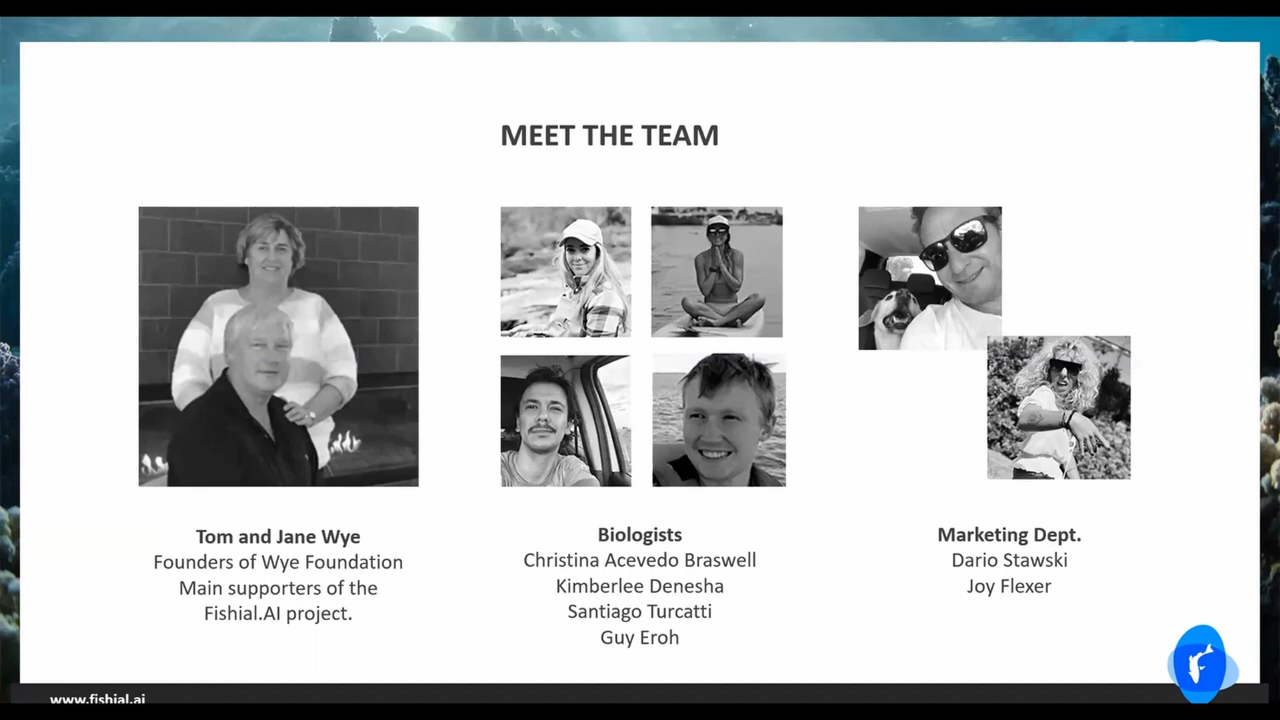 MEET THE TEAM
Tom and Jane Wye
Founders of Wye Foundation
Main supporters of the
Fishial.AI project.
Biologists
Christina Acevedo Braswell
Kimberlee Denesha
Santiago Turcatti
Guy Eroh
Marketing Dept.
Dario Stawski
Joy Flexer
www.fishial.ai